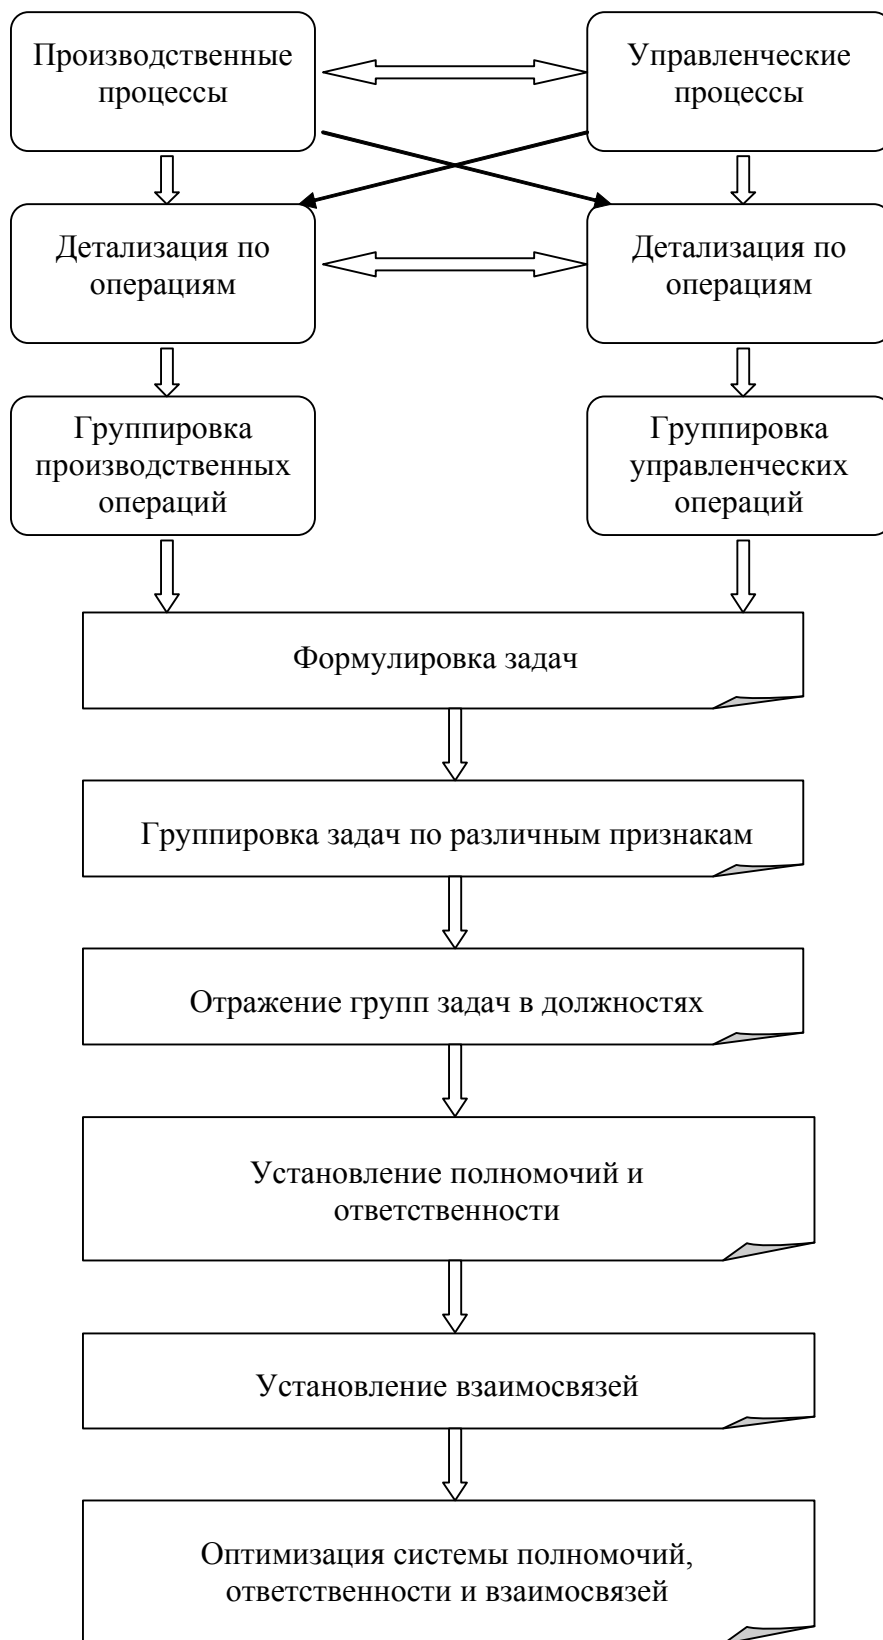 Производственные
процессы
Управленческие
процессы
Детализация по
операциям
Детализация по
операциям
Группировка
производственных
операций
Группировка
управленческих
операций
Формулировка задач
Группировка задач по различным признакам
Отражение групп задач в должностях
Установление полномочий и
ответственности
Установление взаимосвязей
Оптимизация системы полномочий,
ответственности и взаимосвязей